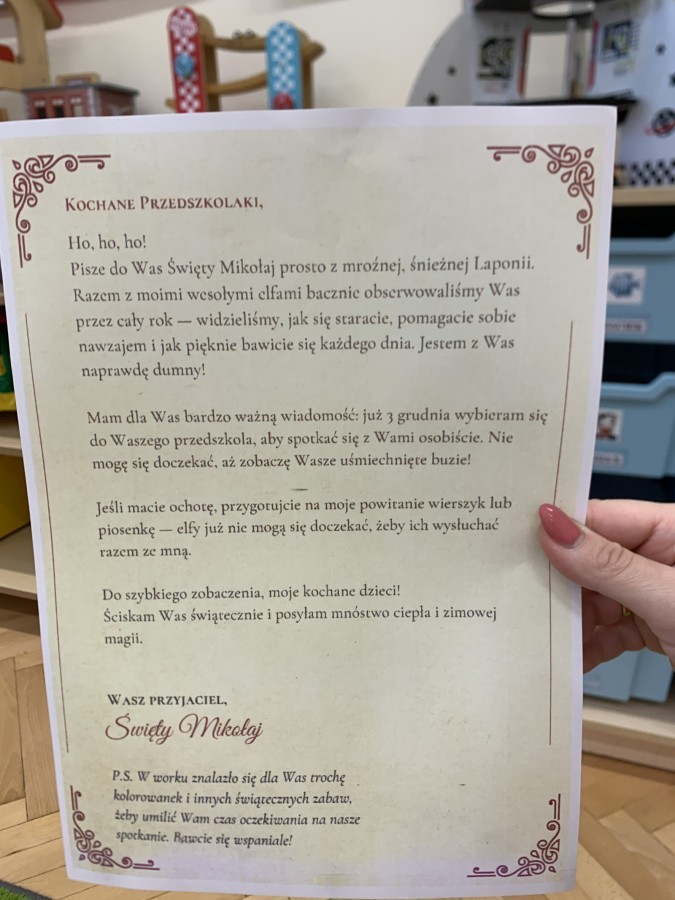 Kochane Przedszkolaki,
Ho, ho, ho!
Pisze do Was Święty Mikołaj prosto z mroźnej, śnieżnej Laponii.
Razem z moimi wesołymi elfami bacznie obserwowaliśmy Was
przez cały rok — widzieliśmy, jak się staracie, pomagacie sobie
nawzajem i jak pięknie bawicie się każdego dnia. Jestem z Was
naprawdę dumny!
Mam dla Was bardzo ważną wiadomość: już 3 grudnia wybieram się
do Waszego przedszkola, aby spotkać się z Wami osobiście. Nie
mogę się doczekać, aż zobaczę Wasze uśmiechnięte buzie!
Jeśli macie ochotę, przygotujcie na moje powitanie wierszyk lub
piosenkę — elfy już nie mogą się doczekać, żeby ich wysłuchać
razem ze mną.
Do szybkiego zobaczenia, moje kochane dzieci!
Ściskam Was świątecznie i posyłam mnóstwo ciepła i zimowej
magii.
Wasz przyjaciel,
Święty Mikołaj
P.S. W worku znalazło się dla Was trochę
kolorowanek i innych świątecznych zabaw,
żeby umilić Wam czas oczekiwania na nasze
spotkanie. Bawcie się wspaniale!